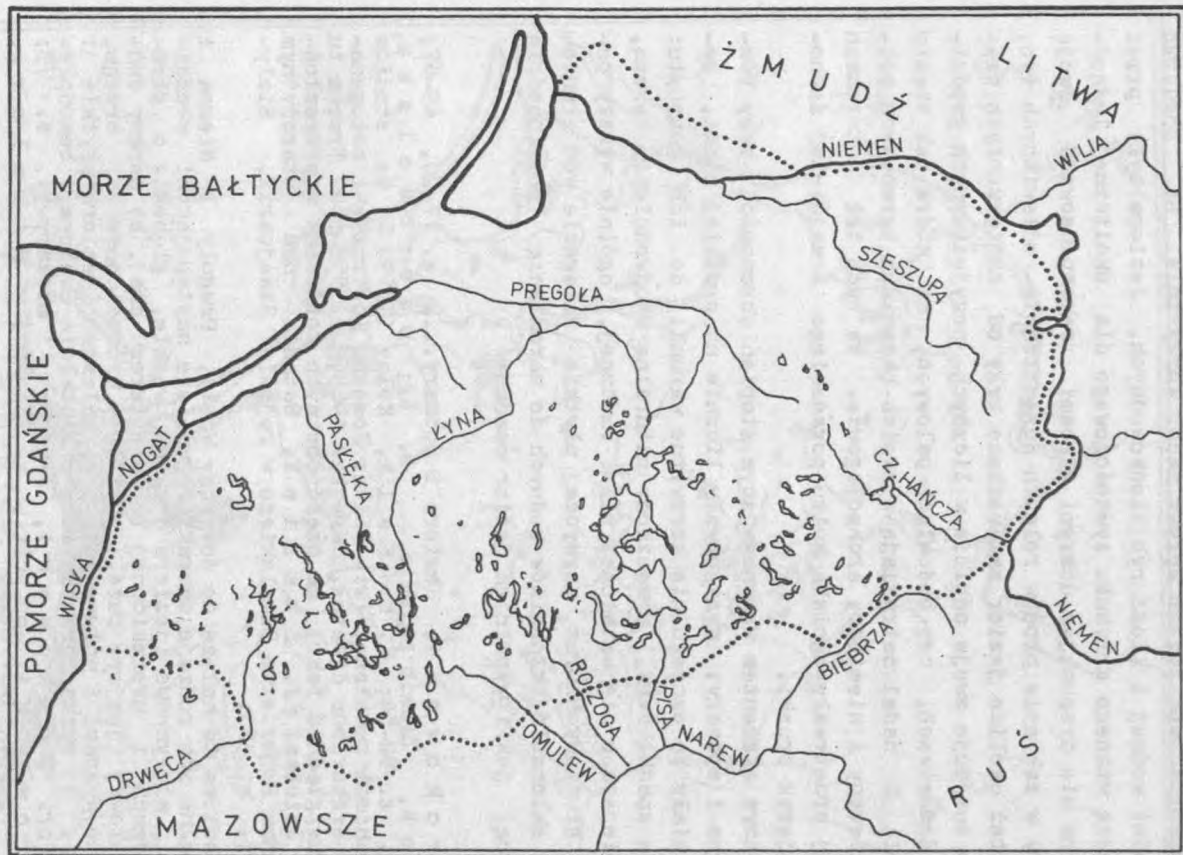 ŻMUDŹ
LITWA
NIEMEN
WILIA
MORZE BAŁTYCKIE
SZESZUPA
PREGOŁA
POMORZE GDAŃSKIE
WISŁA
NOGAT
PASŁĘKA
ŁYNA
CZ. HAŃCZA
NIEMEN
BIEBRZA
ROZOGA
PISA
OMULEW
NAREW
DRWĘCA
MAZOWSZE
RUŚ